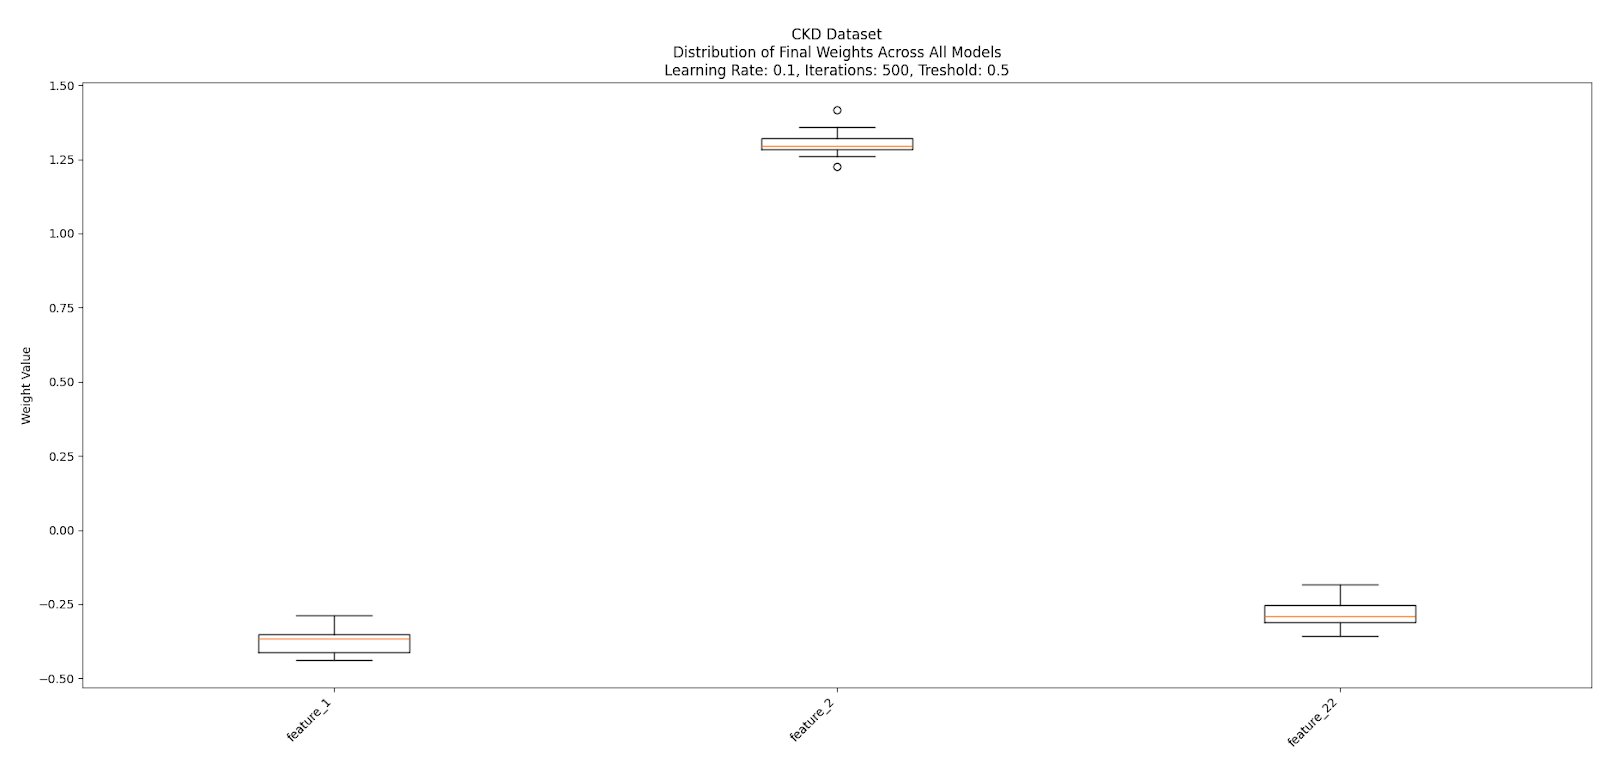 CKD Dataset
Distribution of Final Weights Across All Models
Learning Rate: 0.1, Iterations: 500, Treshold: 0.5
1.50
1.25
1.00
0.75
0.50
0.25
0.00
−0.25
−0.50
Weight Value
feature_1
feature_2
feature_22